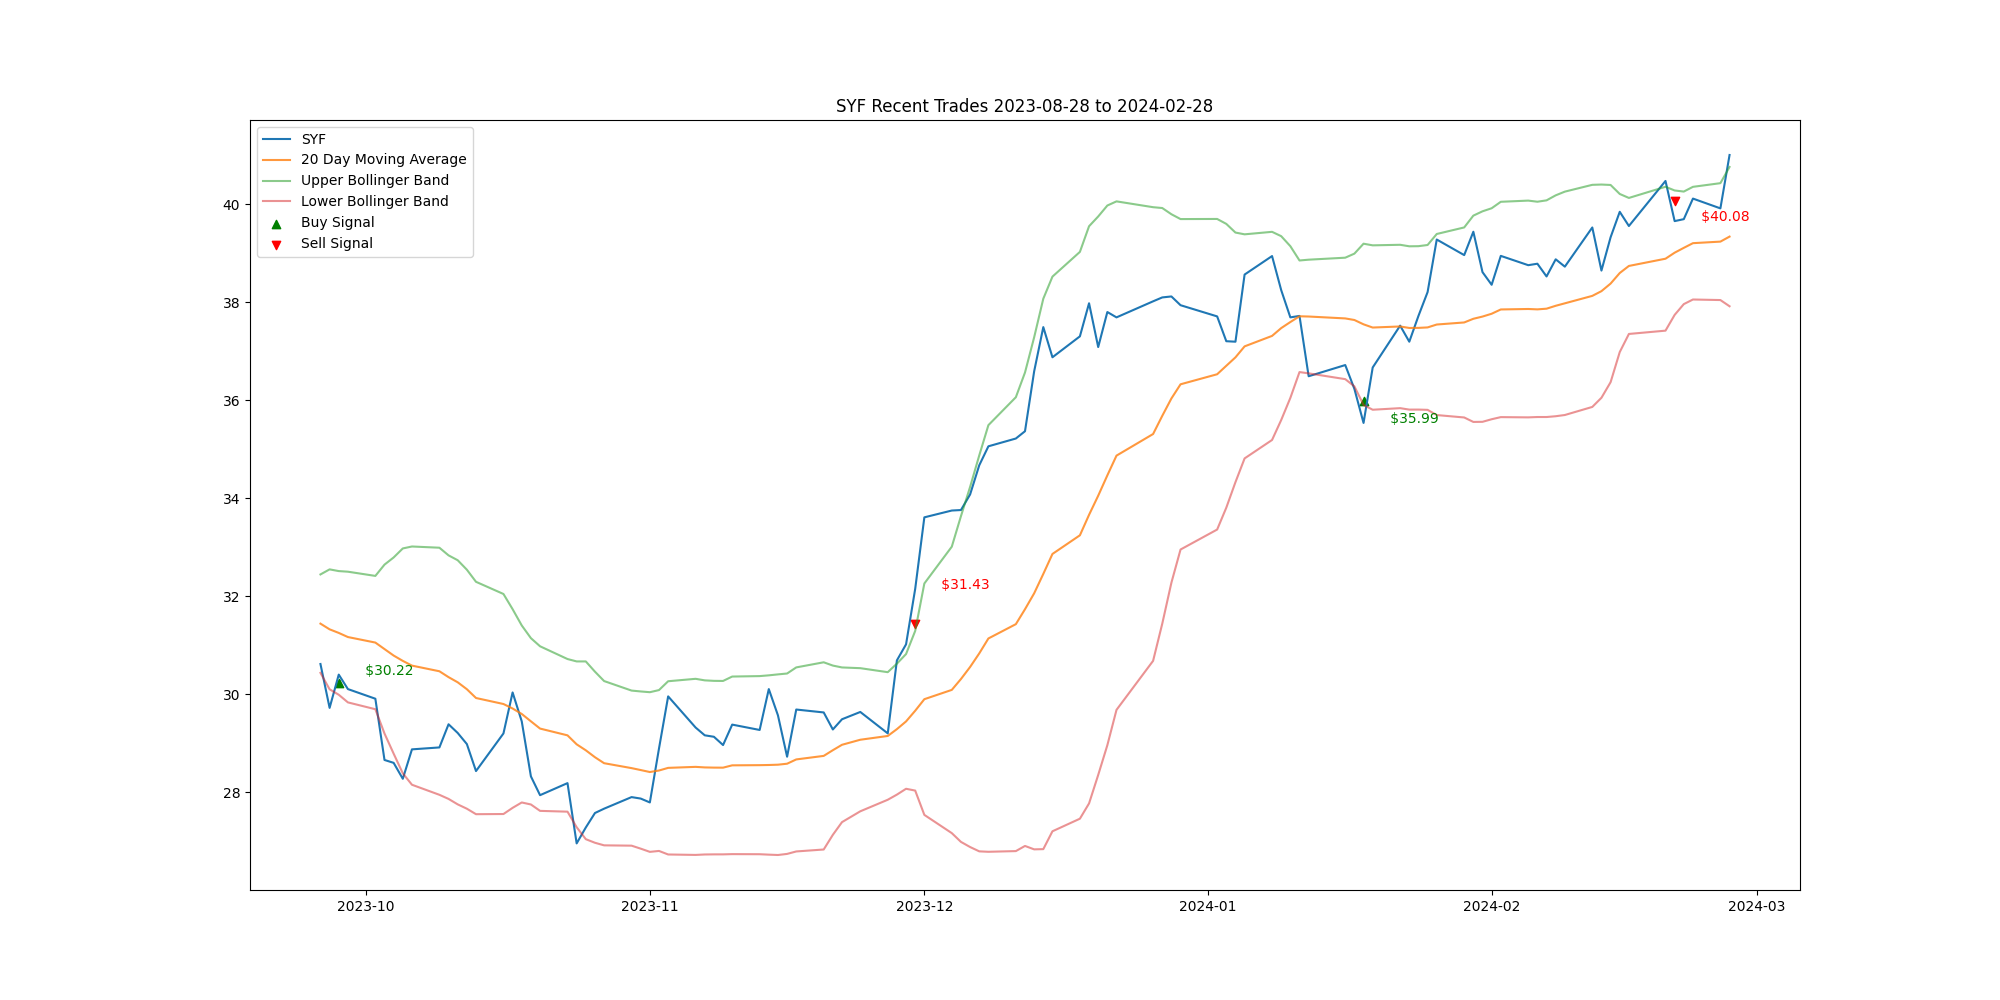 SYF Recent Trades 2023-08-28 to 2024-02-28
SYF
20 Day Moving Average
Upper Bollinger Band
Lower Bollinger Band
Buy Signal
Sell Signal
40
38
36
34
32
30
28
$40.08
$35.99
$31.43
$30.22
2023-10
2023-11
2023-12
2024-01
2024-02
2024-03